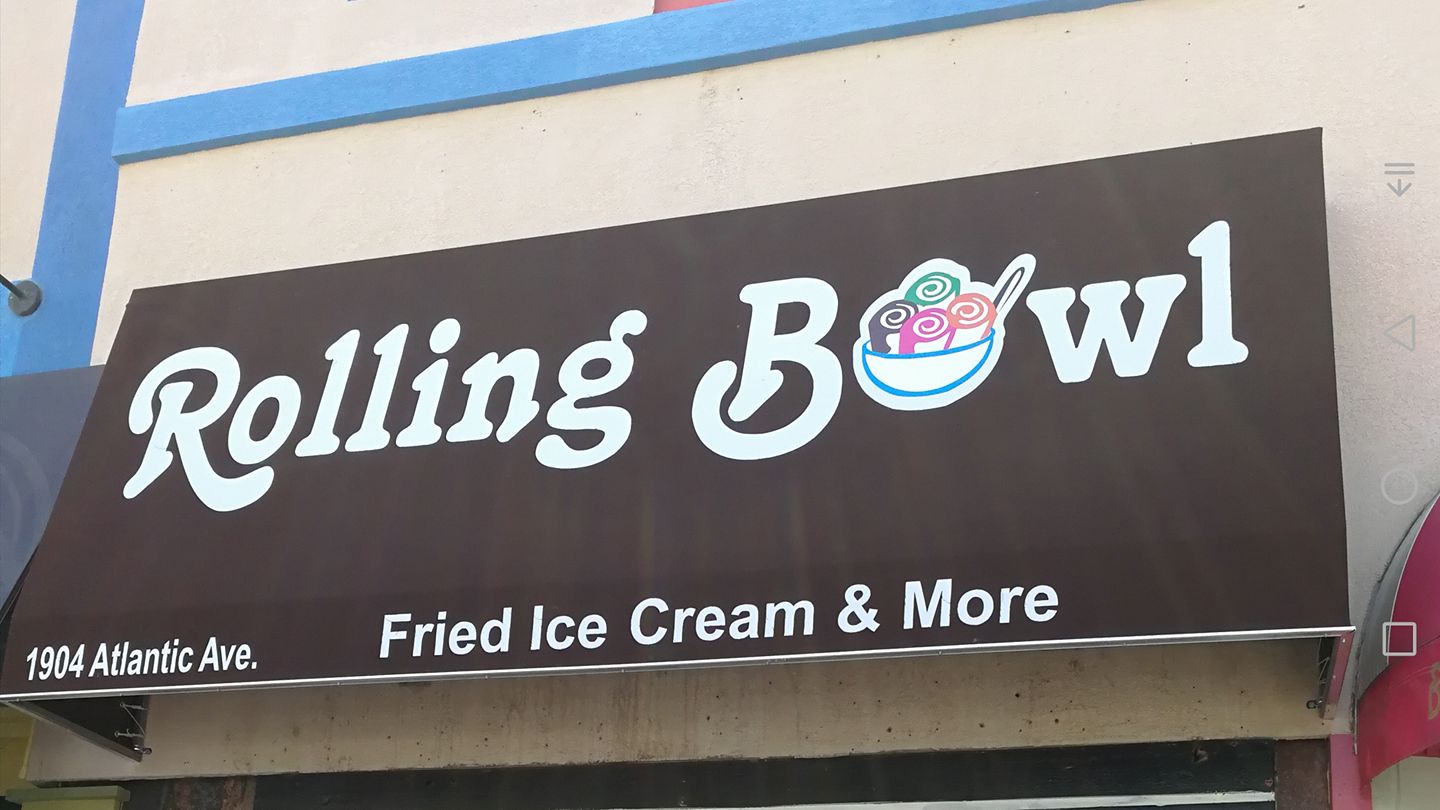 Rolling Bowl
Fried Ice Cream & More
1904 Atlantic Ave.